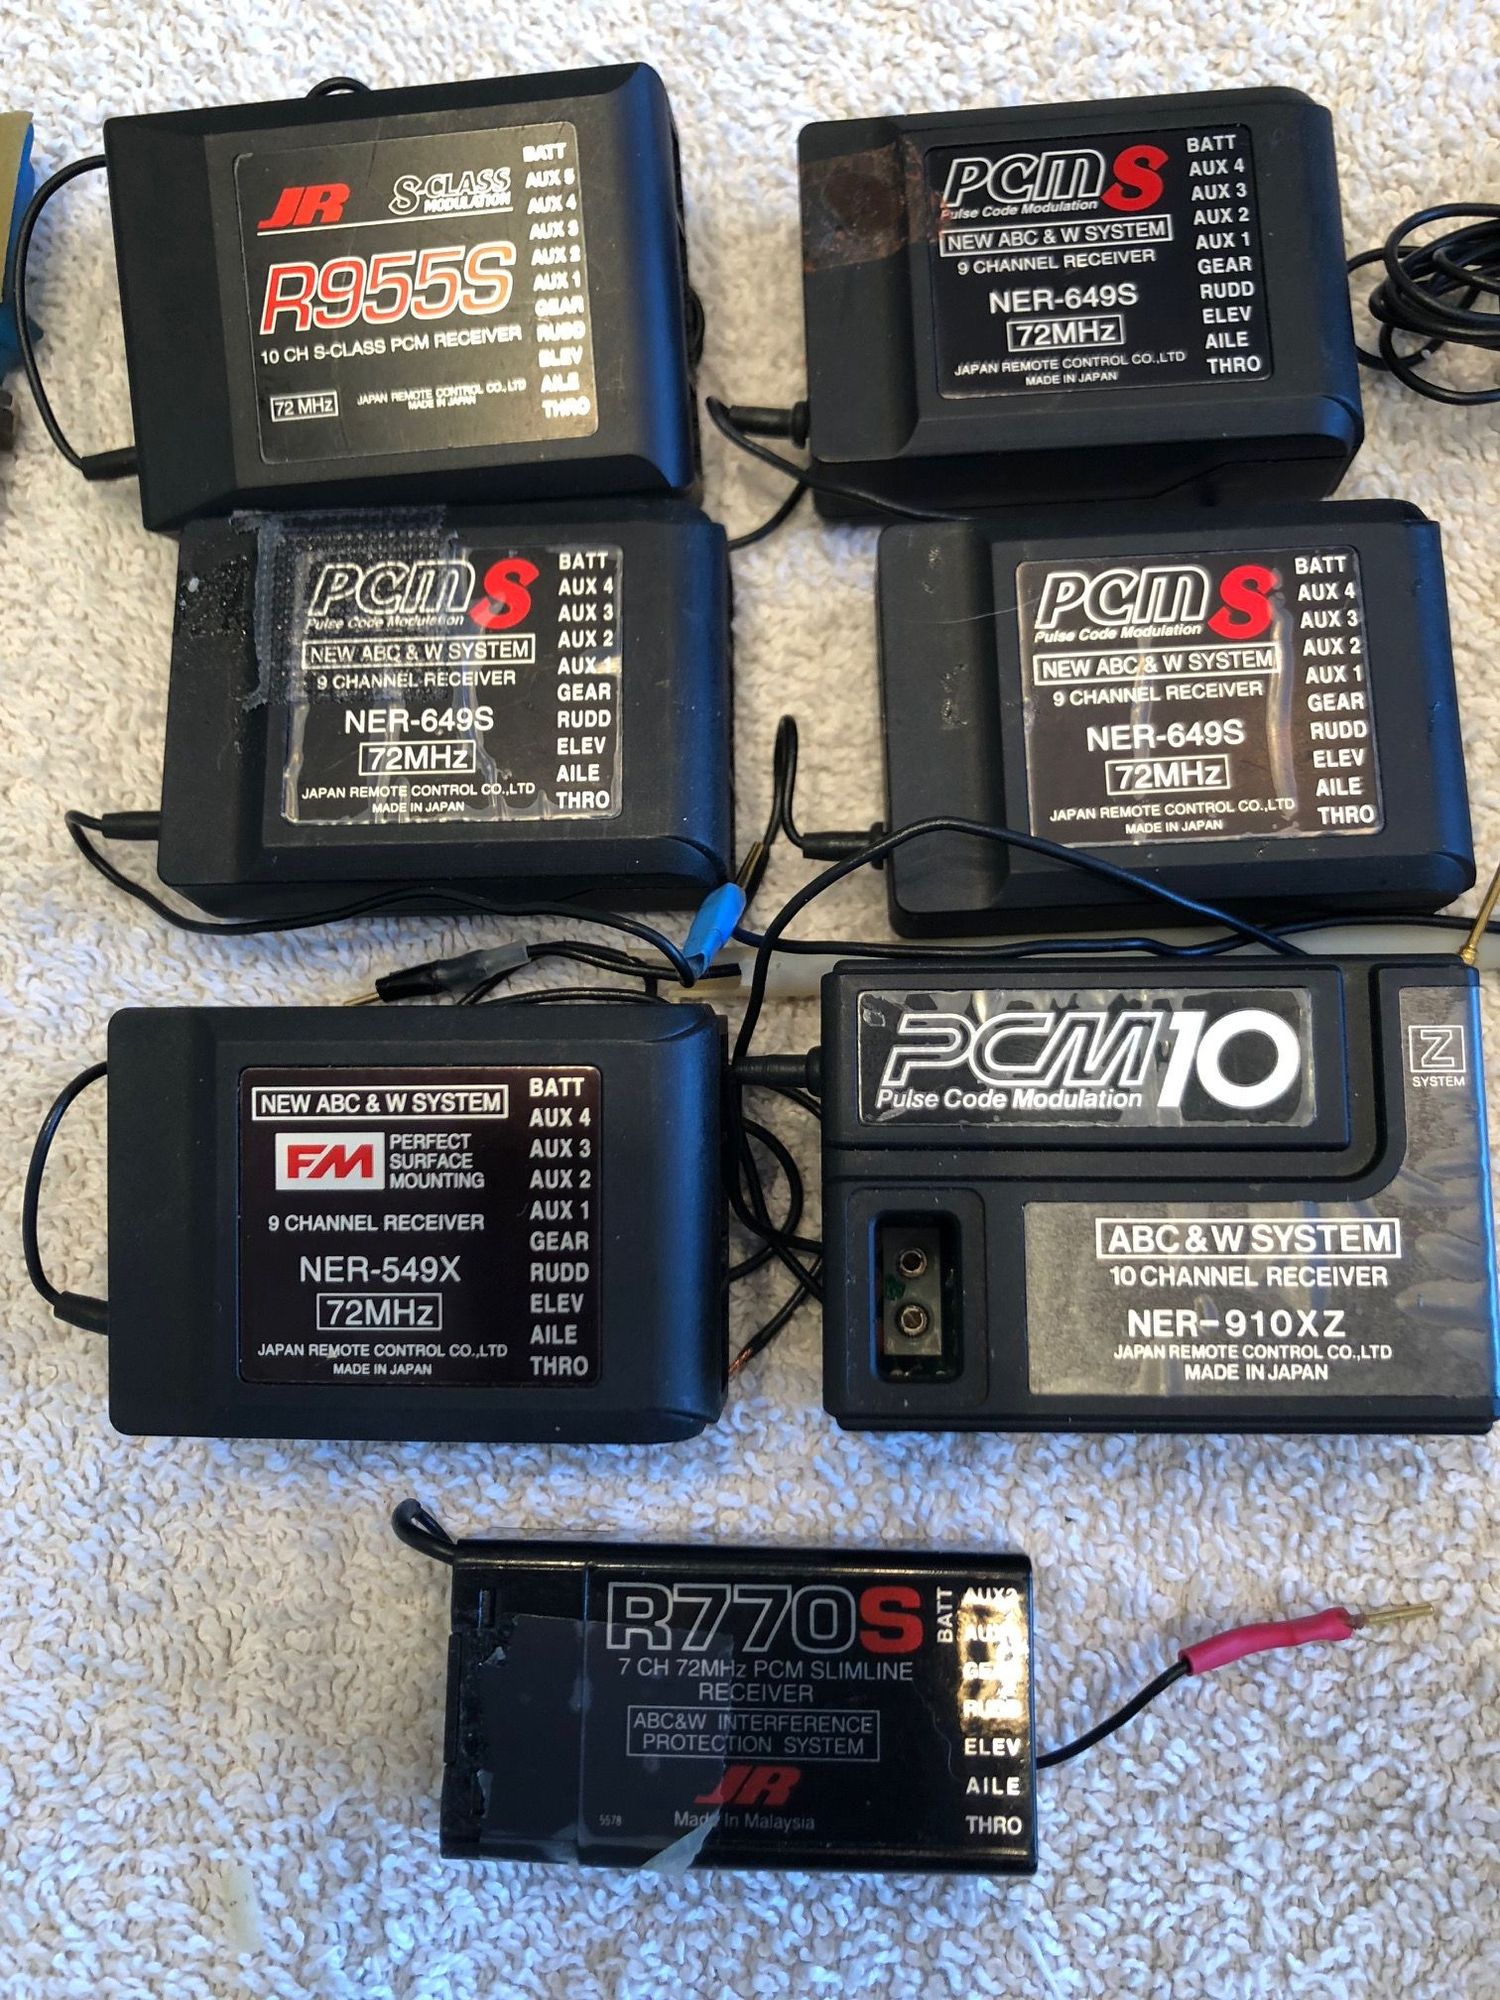 JR
S-CLASS
MODULATION
R955S
10 CH S-CLASS PCM RECEIVER
72 MHz
JAPAN REMOTE CONTROL CO., LTD
MADE IN JAPAN
BATT
AUX 5
AUX 4
AUX 3
AUX 2
AUX 1
GEAR
RUDD
ELEV
AILE
THRO
PCM S
Pulse Code Modulation
NEW ABC & W SYSTEM
9 CHANNEL RECEIVER
NER-649S
72MHz
JAPAN REMOTE CONTROL CO.,LTD
MADE IN JAPAN
BATT
AUX 4
AUX 3
AUX 2
AUX 1
GEAR
RUDD
ELEV
AILE
THRO
PCM S
Pulse Code Modulation
NEW ABC & W SYSTEM
9 CHANNEL RECEIVER
NER-649S
72MHz
JAPAN REMOTE CONTROL CO.,LTD
MADE IN JAPAN
BATT
AUX 4
AUX 3
AUX 2
AUX 1
GEAR
RUDD
ELEV
AILE
THRO
PCM S
Pulse Code Modulation
NEW ABC & W SYSTEM
9 CHANNEL RECEIVER
NER-649S
72MHz
JAPAN REMOTE CONTROL CO.,LTD
MADE IN JAPAN
BATT
AUX 4
AUX 3
AUX 2
AUX 1
GEAR
RUDD
ELEV
AILE
THRO
NEW ABC & W SYSTEM
FM
PERFECT
SURFACE
MOUNTING
9 CHANNEL RECEIVER
NER-549X
72MHz
JAPAN REMOTE CONTROL CO.,LTD
MADE IN JAPAN
BATT
AUX 4
AUX 3
AUX 2
AUX 1
GEAR
RUDD
ELEV
AILE
THRO
PCM10
Pulse Code Modulation
Z
SYSTEM
ABC & W SYSTEM
10 CHANNEL RECEIVER
NER-910XZ
JAPAN REMOTE CONTROL CO.,LTD
MADE IN JAPAN
R770S
7 CH 72MHz PCM SLIMLINE
RECEIVER
ABC&W INTERFERENCE
PROTECTION SYSTEM
JR
5578
Made In Malaysia
BATT
AUX2
AUX1
GEAR
RUDD
ELEV
AILE
THRO